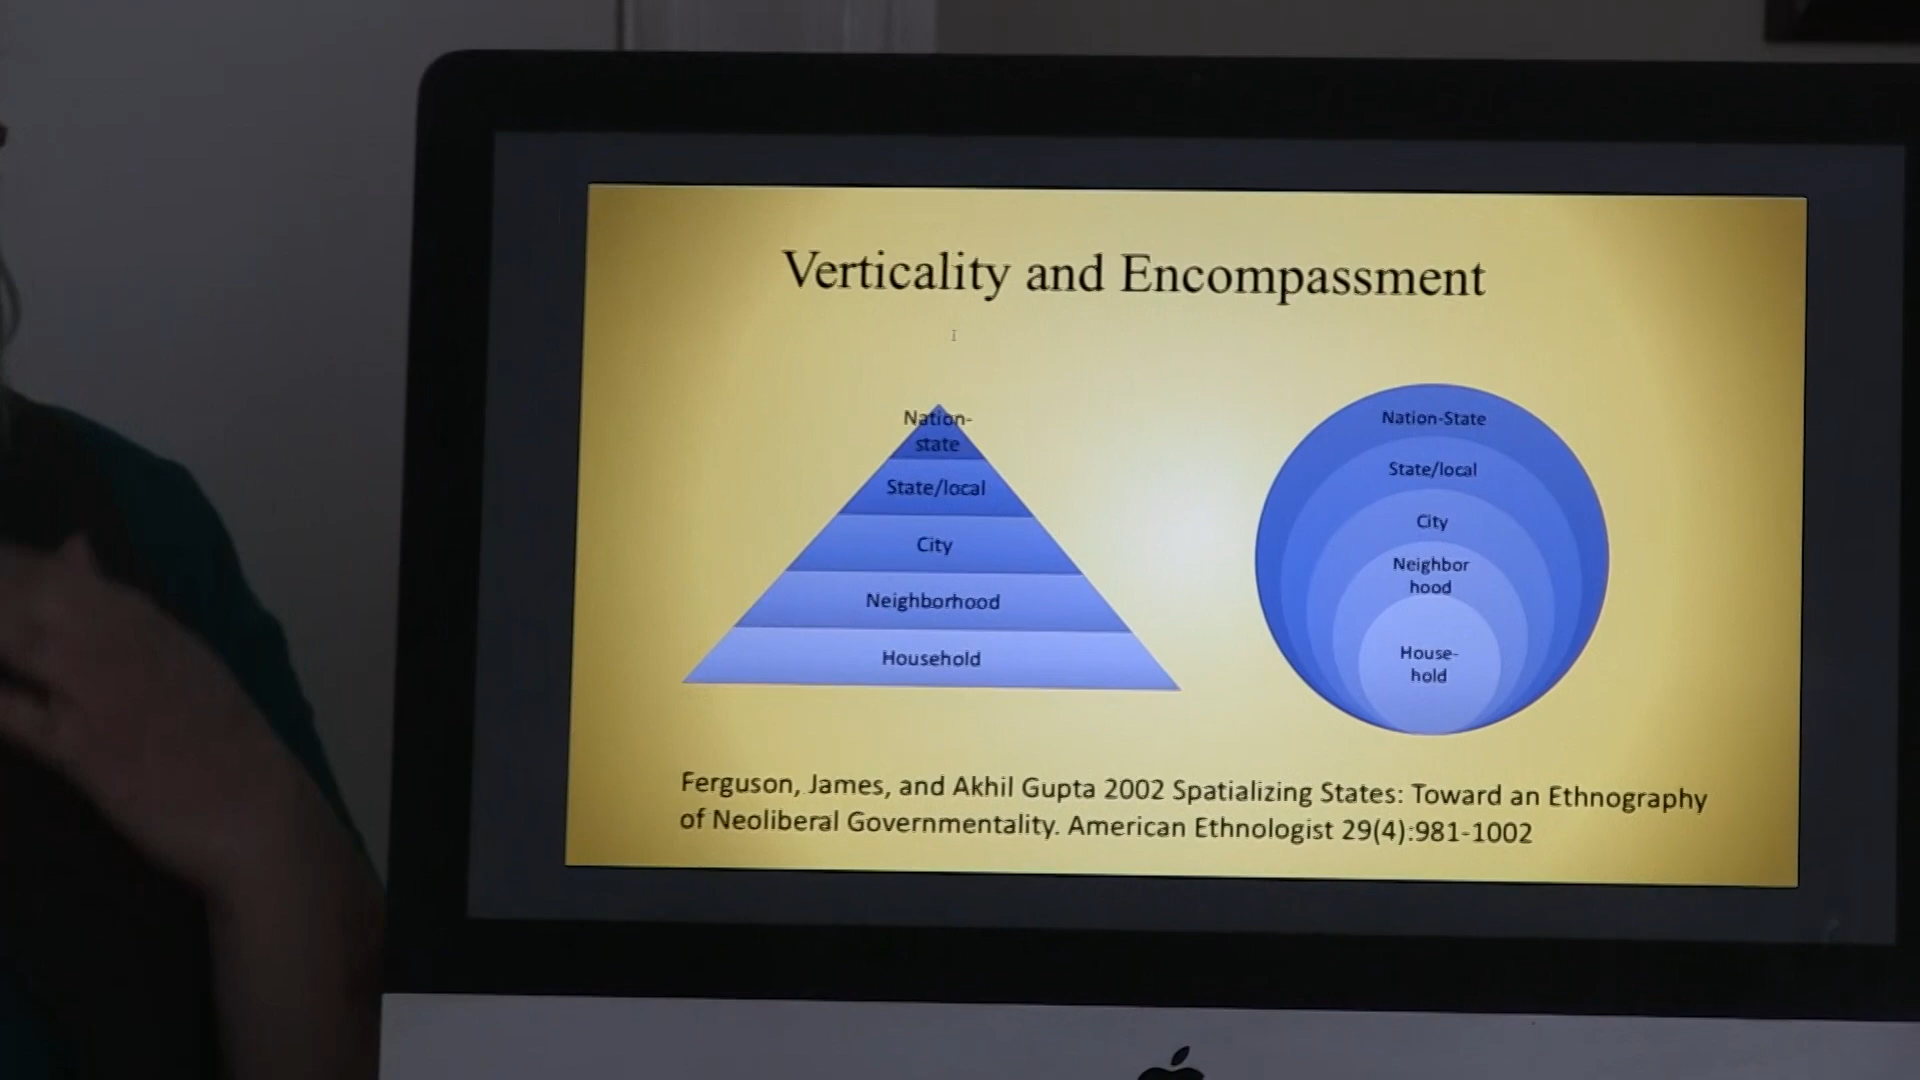 Verticality and Encompassment
Nation-
state
State/local
City
Neighborhood
Household
Nation-State
State/local
City
Neighbor
hood
House-
hold
Ferguson, James, and Akhil Gupta 2002 Spatializing States: Toward an Ethnography
of Neoliberal Governmentality. American Ethnologist 29(4):981-1002